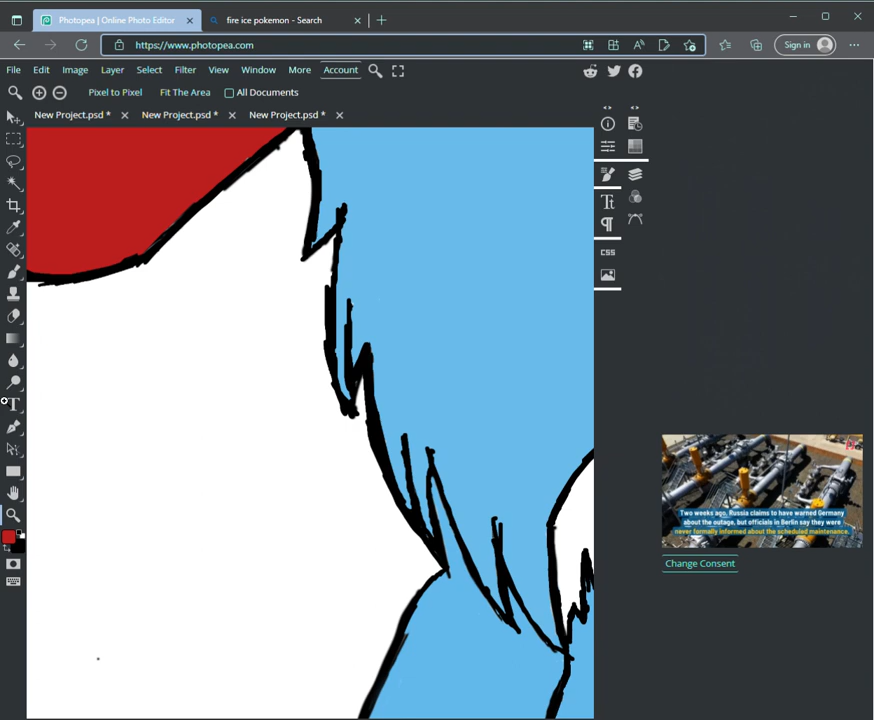 Photopea | Online Photo Editor
fire ice pokemon - Search
https://www.photopea.com
Sign in
File Edit Image Layer Select Filter View Window More Account
Pixel to Pixel Fit The Area All Documents
New Project.psd * New Project.psd * New Project.psd *
CSS
Two weeks ago, Russia claims to have warned Germany
about the outage, but officials in Berlin say they were
never formally informed about the scheduled maintenance.
Change Consent